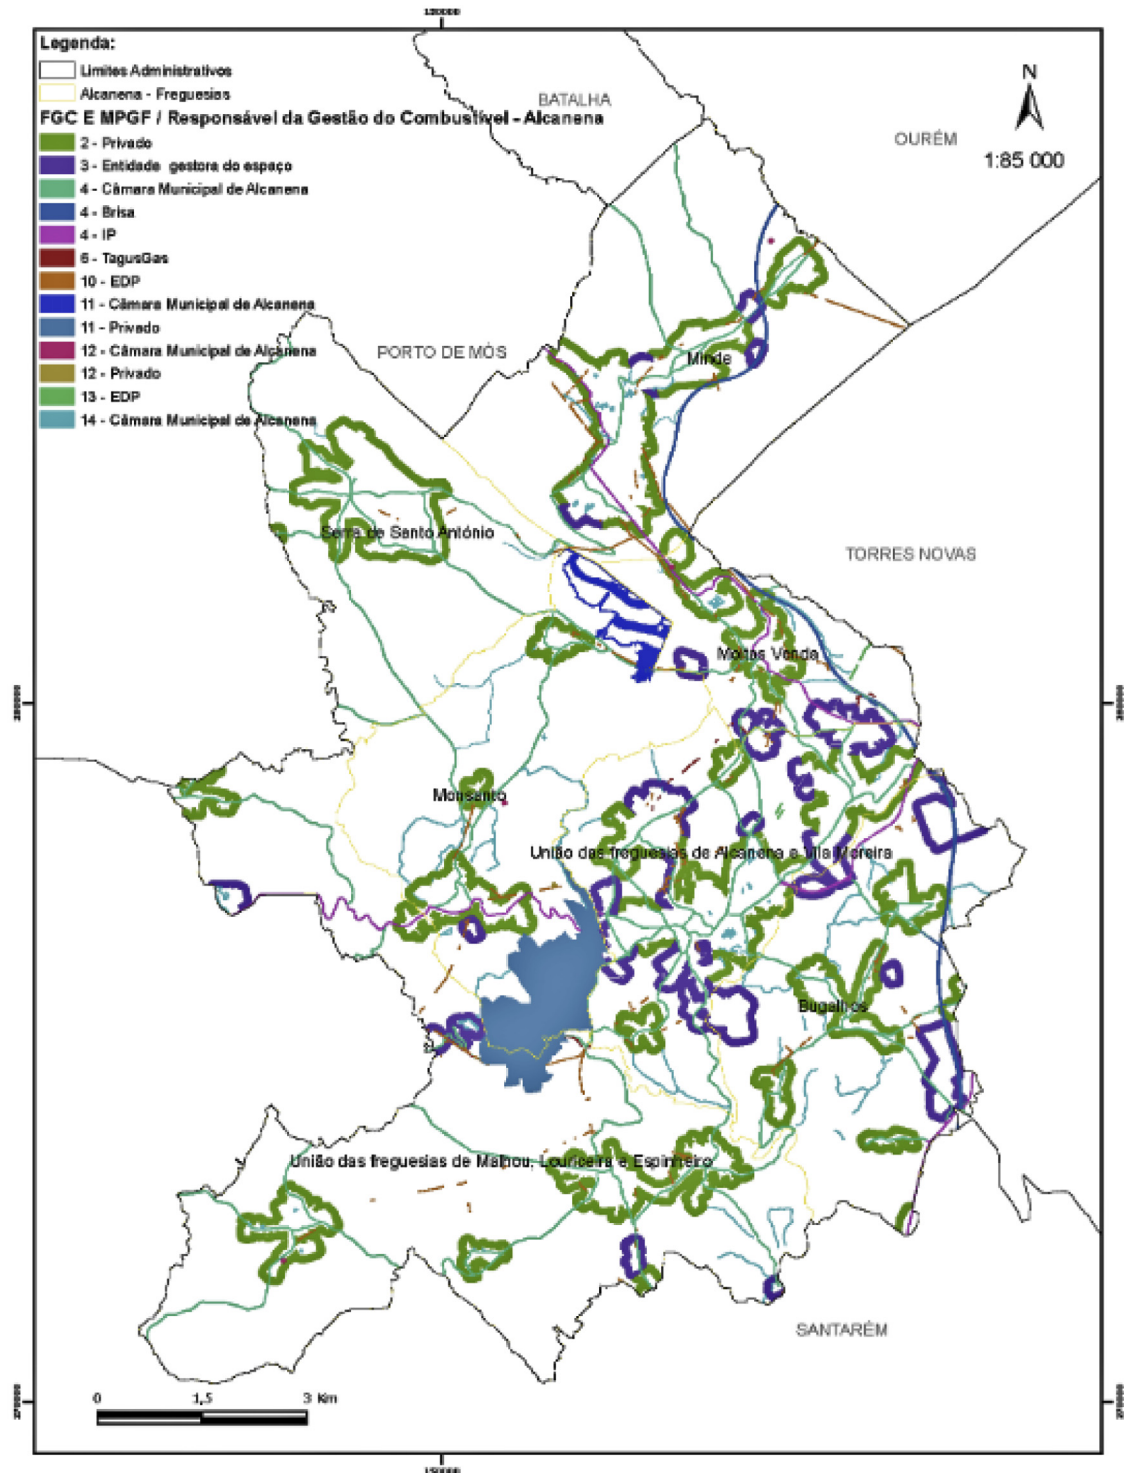 120000
Legenda:
Limites Administrativos
Alcanena - Freguesias
FGC E MPGF / Responsável da Gestão do Combustível - Alcanena
2 - Privado
3 - Entidade gestora do espaço
4 - Câmara Municipal de Alcanena
4 - Brisa
4 - IP
6 - TagusGas
10 - EDP
11 - Câmara Municipal de Alcanena
11 - Privado
12 - Câmara Municipal de Alcanena
12 - Privado
13 - EDP
14 - Câmara Municipal de Alcanena
N
1:85 000
BATALHA
OURÉM
PORTO DE MÓS
Minde
Serra de Santo António
TORRES NOVAS
Moitas Venda
Monsanto
União das freguesias de Alcanena e Vila Moreira
Bugalhos
União das freguesias de Malhou, Louriceira e Espinheiro
SANTARÉM
0 1,5 3 Km
270000
270000